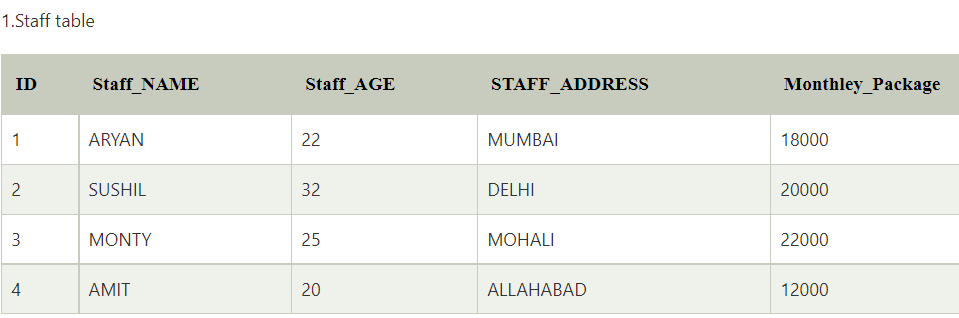 1.Staff table
ID Staff_NAME Staff_AGE STAFF_ADDRESS Monthley_Package
1 ARYAN 22 MUMBAI 18000
2 SUSHIL 32 DELHI 20000
3 MONTY 25 MOHALI 22000
4 AMIT 20 ALLAHABAD 12000